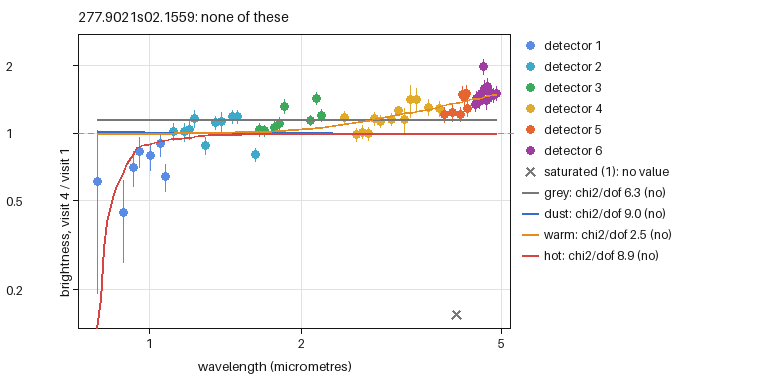 277.9021s02.1559: none of these
2
1
0.5
0.2
brightness, visit 4 / visit 1
1
2
5
wavelength (micrometres)
detector 1
detector 2
detector 3
detector 4
detector 5
detector 6
saturated (1): no value
grey: chi2/dof 6.3 (no)
dust: chi2/dof 9.0 (no)
warm: chi2/dof 2.5 (no)
hot: chi2/dof 8.9 (no)